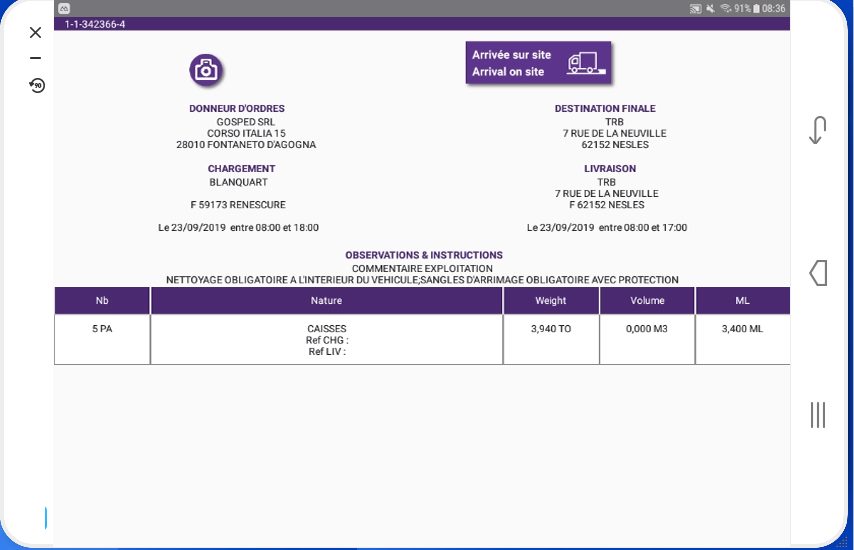 91% 08:36
1-1-342366-4
90
Arrivée sur site
Arrival on site
DONNEUR D'ORDRES
GOSPED SRL
CORSO ITALIA 15
28010 FONTANETO D'AGOGNA
DESTINATION FINALE
TRB
7 RUE DE LA NEUVILLE
62152 NESLES
CHARGEMENT
BLANQUART
F 59173 RENESCURE
Le 23/09/2019 entre 08:00 et 18:00
LIVRAISON
TRB
7 RUE DE LA NEUVILLE
F 62152 NESLES
Le 23/09/2019 entre 08:00 et 17:00
OBSERVATIONS & INSTRUCTIONS
COMMENTAIRE EXPLOITATION
NETTOYAGE OBLIGATOIRE A L'INTERIEUR DU VEHICULE;SANGLES D'ARRIMAGE OBLIGATOIRE AVEC PROTECTION
Nb Nature Weight Volume ML
5 PA CAISSES 3,940 TO 0,000 M3 3,400 ML
Ref CHG :
Ref LIV :